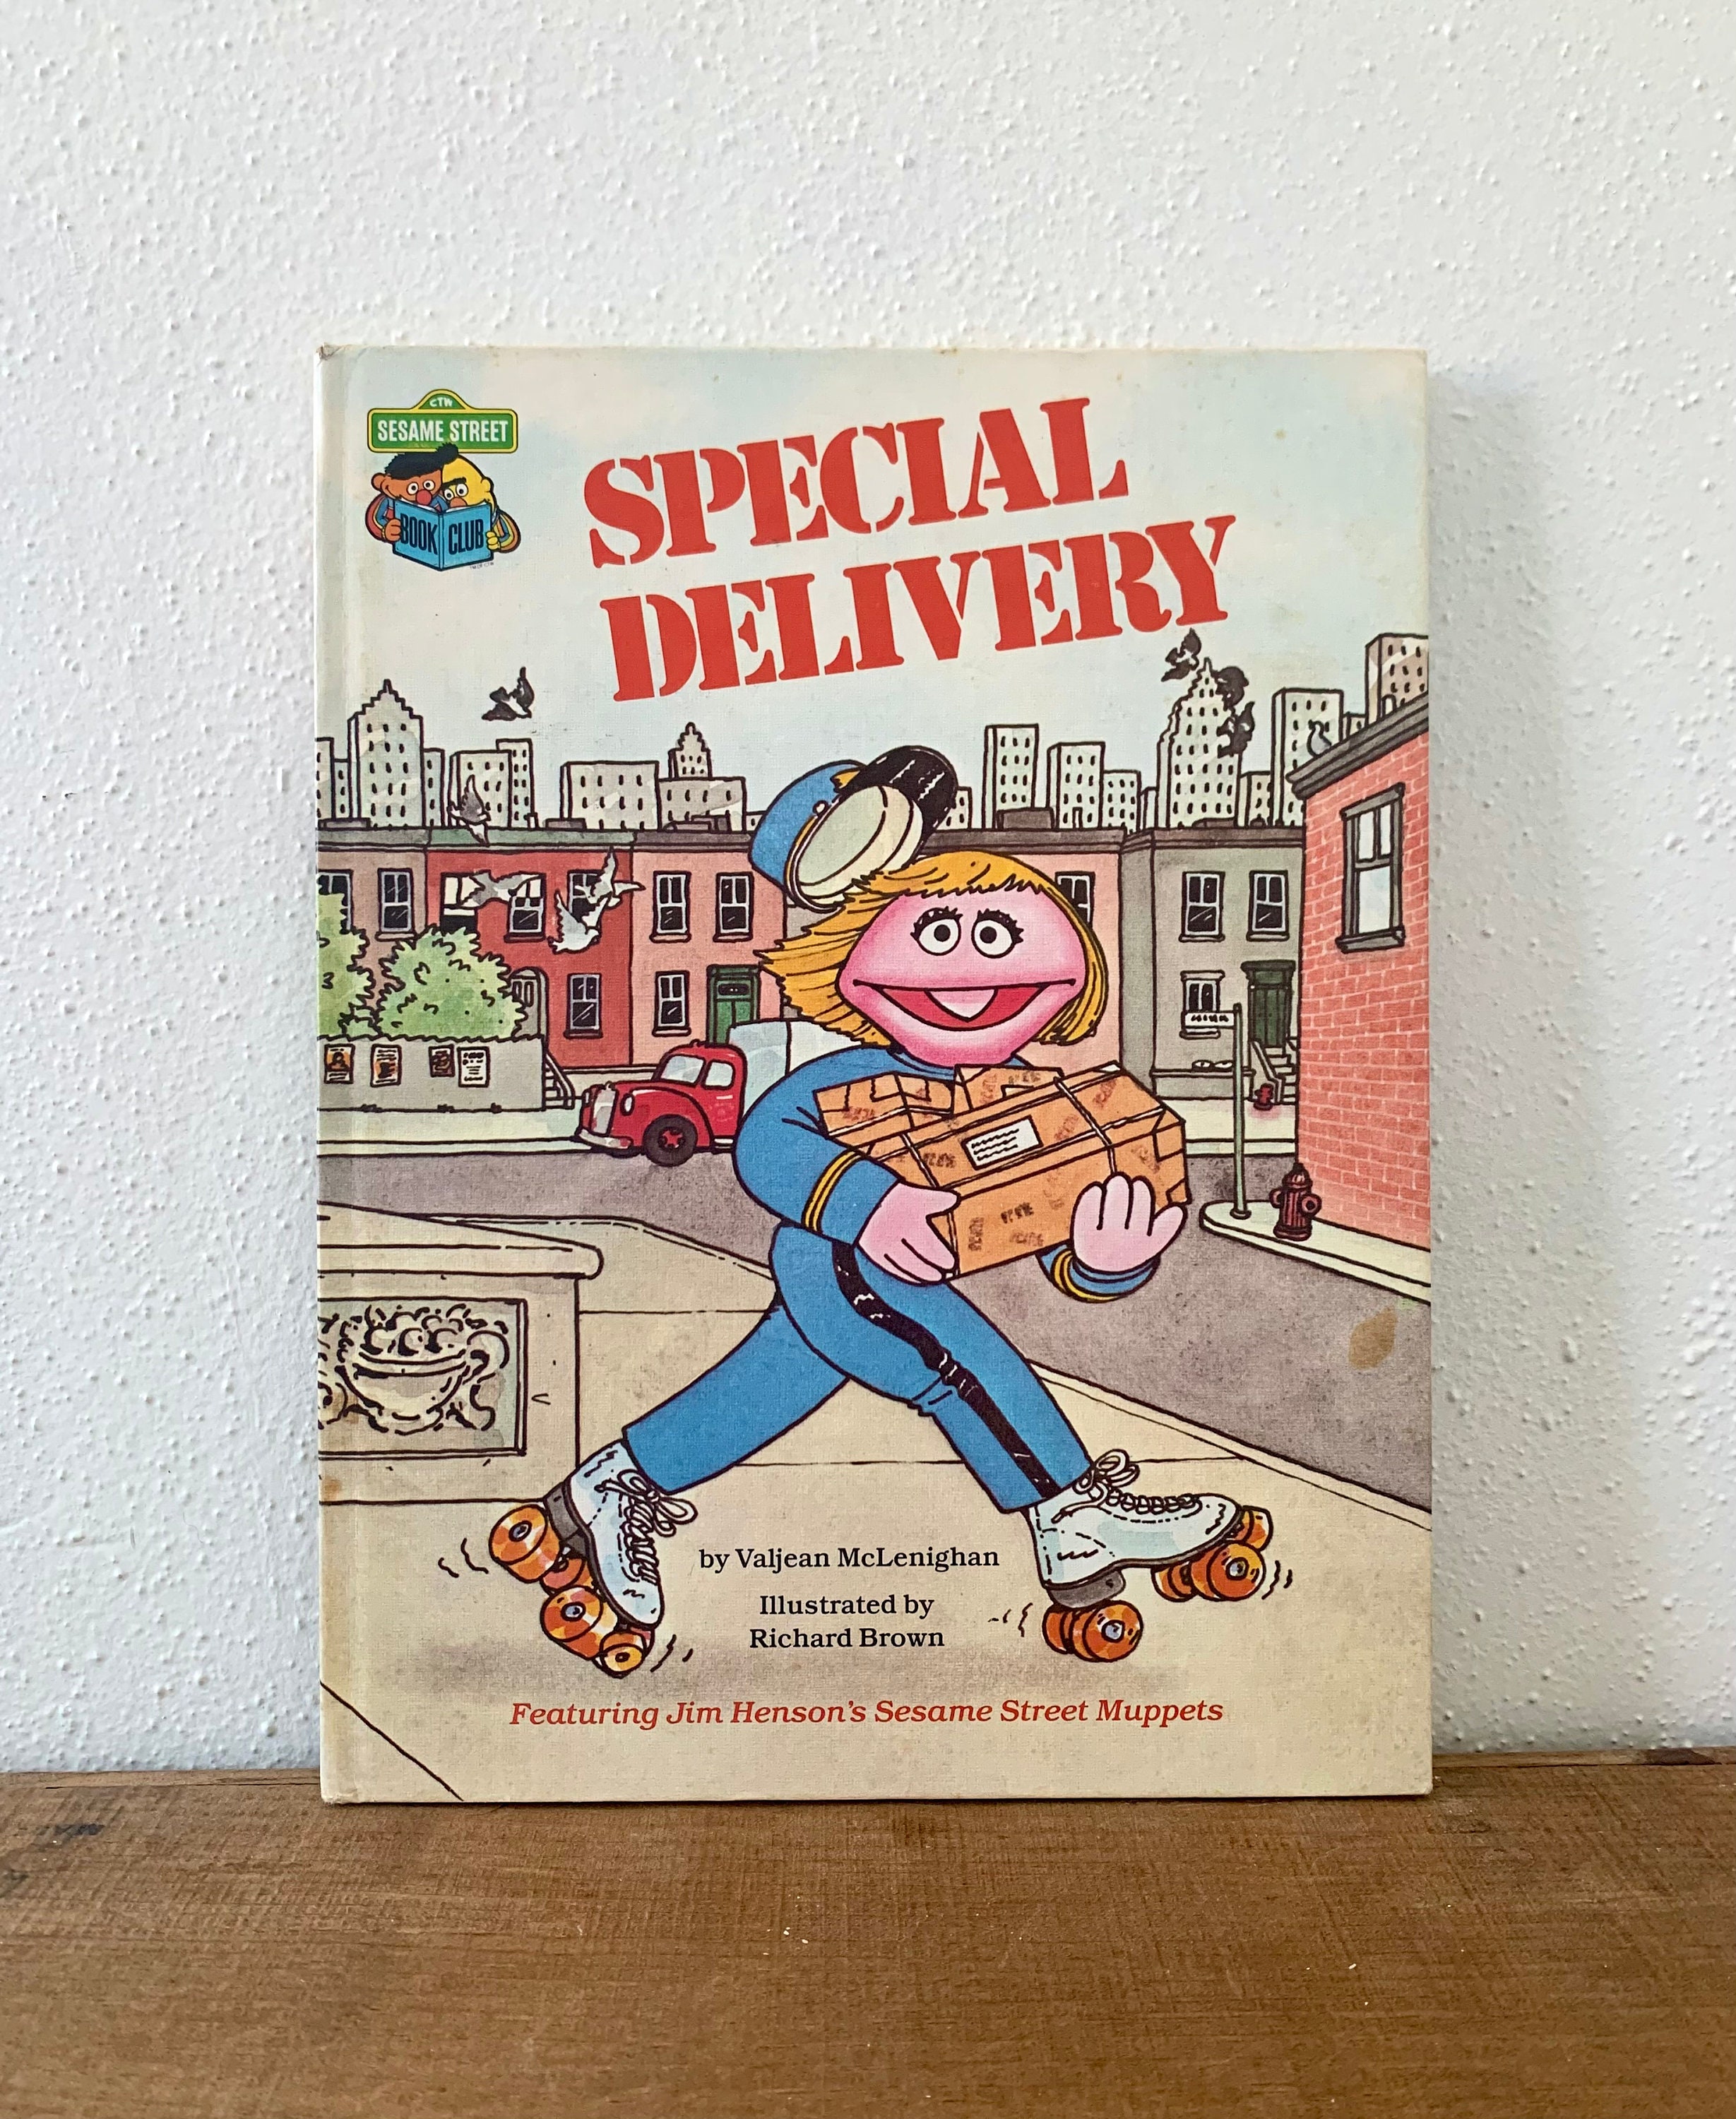 CTW
SESAME STREET
BOOK CLUB
SPECIAL
DELIVERY
by Valjean McLenighan
Illustrated by
Richard Brown
Featuring Jim Henson's Sesame Street Muppets